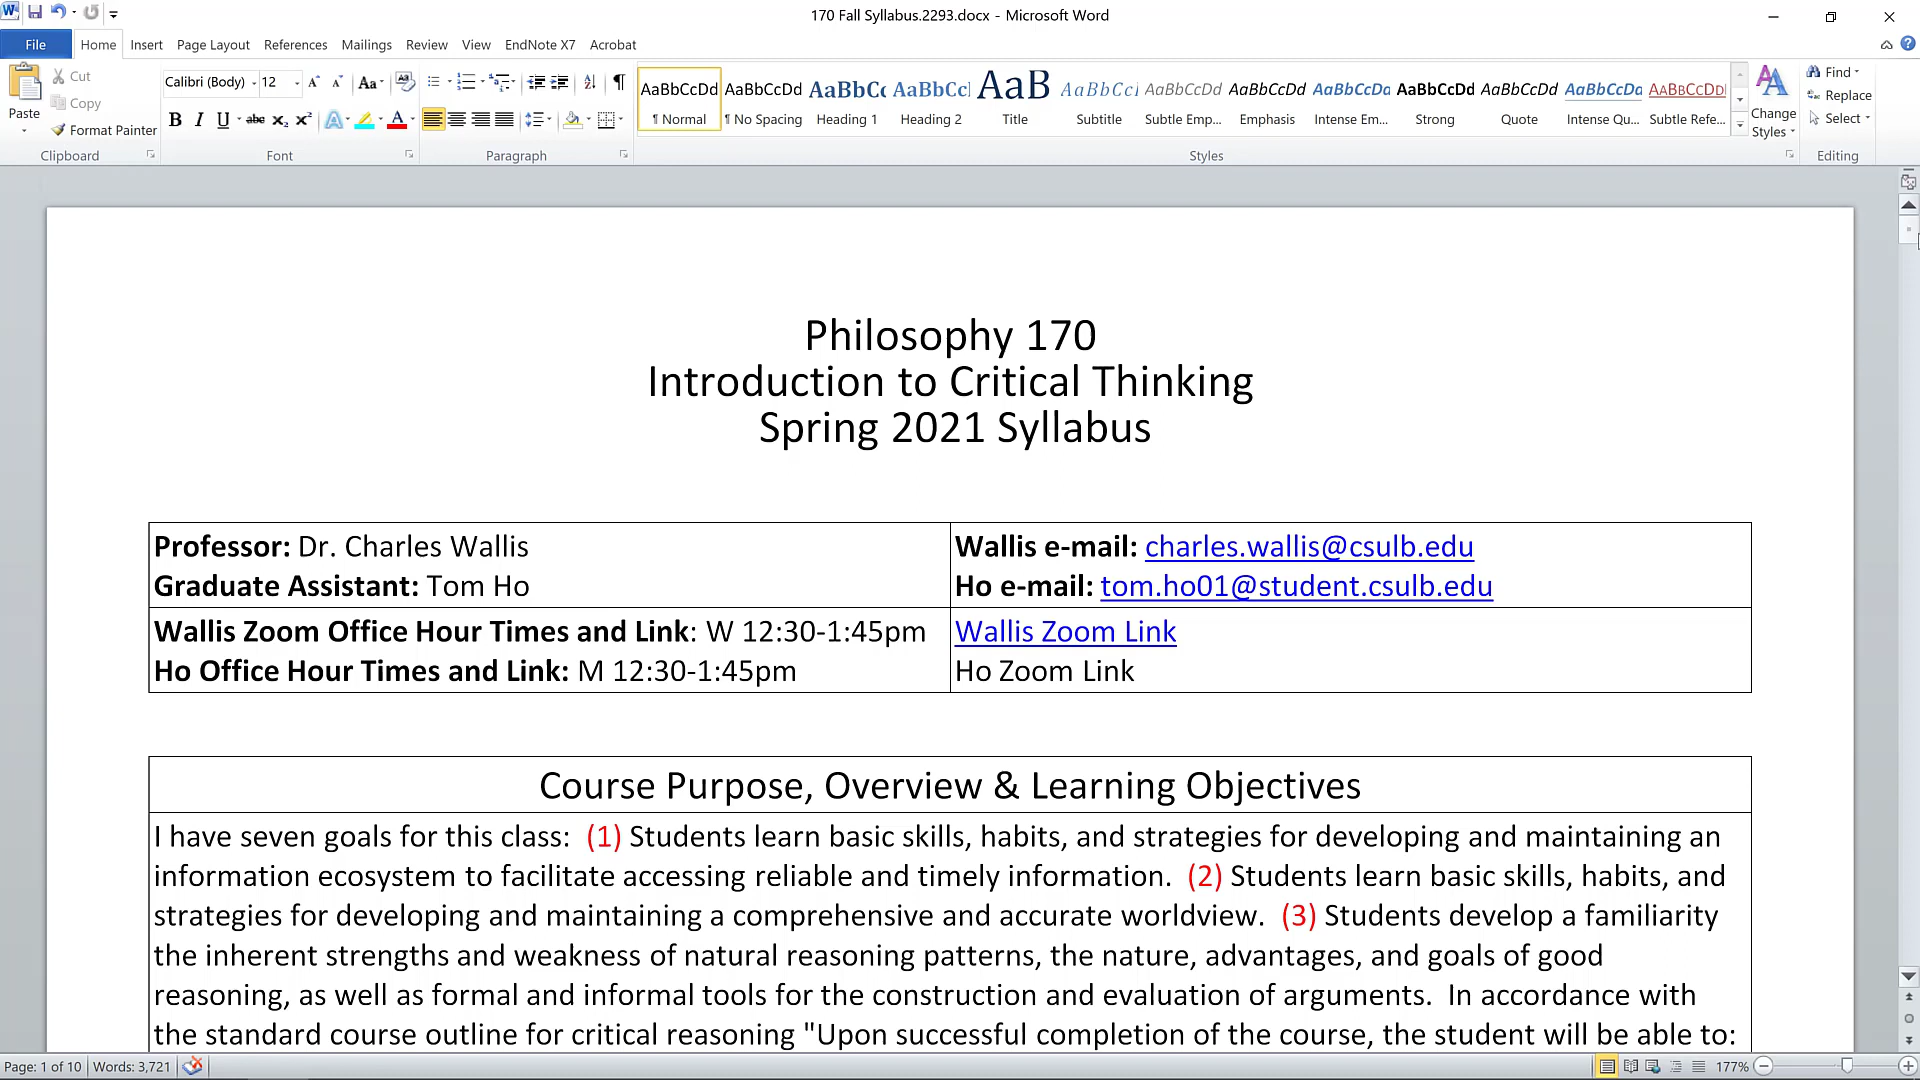 170 Fall Syllabus.2293.docx - Microsoft Word
File Home Insert Page Layout References Mailings Review View EndNote X7 Acrobat
Paste
Cut
Copy
Format Painter
Clipboard
Calibri (Body) 12
Font
Paragraph
AaBbCcDd AaBbCcDd AaBbCc AaBbCcI AaB AaBbCcI AaBbCcDd AaBbCcDd AaBbCcDd AaBbCcDd AaBbCcDd AaBbCcDd AaBbCcDd
¶ Normal ¶ No Spacing Heading 1 Heading 2 Title Subtitle Subtle Emp... Emphasis Intense Em... Strong Quote Intense Qu... Subtle Refe...
Styles
Change
Styles
Find
Replace
Select
Editing
Philosophy 170
Introduction to Critical Thinking
Spring 2021 Syllabus
Professor: Dr. Charles Wallis
Graduate Assistant: Tom Ho
Wallis e-mail: charles.wallis@csulb.edu
Ho e-mail: tom.ho01@student.csulb.edu
Wallis Zoom Office Hour Times and Link: W 12:30-1:45pm
Ho Office Hour Times and Link: M 12:30-1:45pm
Wallis Zoom Link
Ho Zoom Link
Course Purpose, Overview & Learning Objectives
I have seven goals for this class: (1) Students learn basic skills, habits, and strategies for developing and maintaining an
information ecosystem to facilitate accessing reliable and timely information. (2) Students learn basic skills, habits, and
strategies for developing and maintaining a comprehensive and accurate worldview. (3) Students develop a familiarity
the inherent strengths and weakness of natural reasoning patterns, the nature, advantages, and goals of good
reasoning, as well as formal and informal tools for the construction and evaluation of arguments. In accordance with
the standard course outline for critical reasoning "Upon successful completion of the course, the student will be able to:
Page: 1 of 10 Words: 3,721
177%